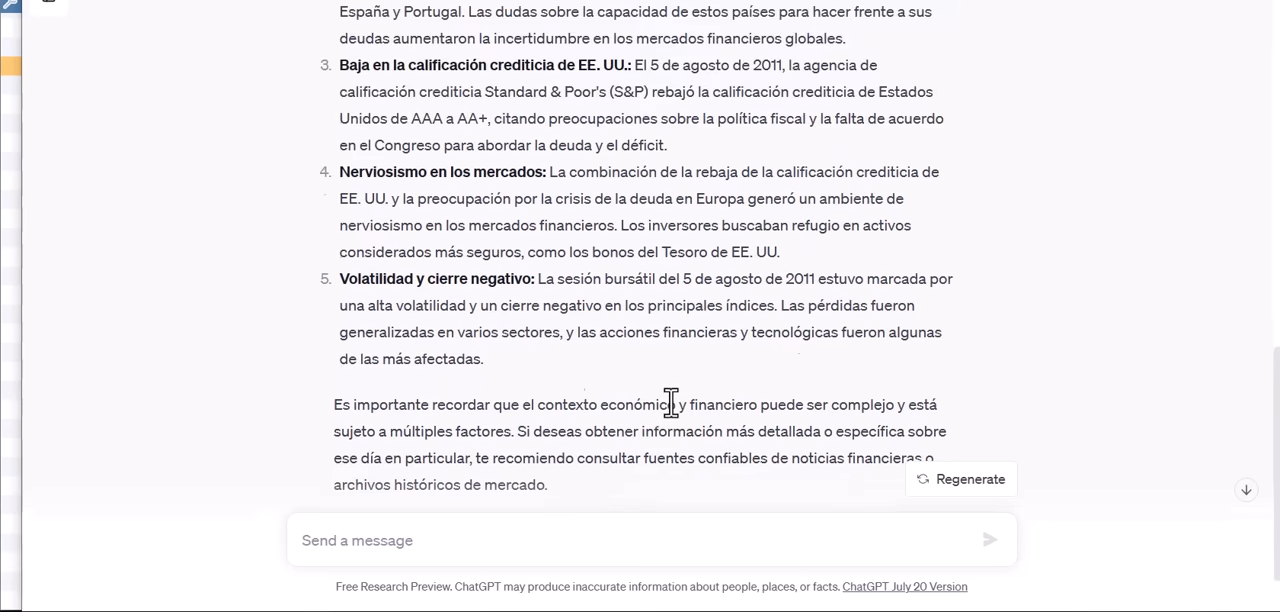 España y Portugal. Las dudas sobre la capacidad de estos países para hacer frente a sus
deudas aumentaron la incertidumbre en los mercados financieros globales.
3. Baja en la calificación crediticia de EE. UU.: El 5 de agosto de 2011, la agencia de
calificación crediticia Standard & Poor's (S&P) rebajó la calificación crediticia de Estados
Unidos de AAA a AA+, citando preocupaciones sobre la política fiscal y la falta de acuerdo
en el Congreso para abordar la deuda y el déficit.
4. Nerviosismo en los mercados: La combinación de la rebaja de la calificación crediticia de
EE. UU. y la preocupación por la crisis de la deuda en Europa generó un ambiente de
nerviosismo en los mercados financieros. Los inversores buscaban refugio en activos
considerados más seguros, como los bonos del Tesoro de EE. UU.
5. Volatilidad y cierre negativo: La sesión bursátil del 5 de agosto de 2011 estuvo marcada por
una alta volatilidad y un cierre negativo en los principales índices. Las pérdidas fueron
generalizadas en varios sectores, y las acciones financieras y tecnológicas fueron algunas
de las más afectadas.
Es importante recordar que el contexto económico y financiero puede ser complejo y está
sujeto a múltiples factores. Si deseas obtener información más detallada o específica sobre
ese día en particular, te recomiendo consultar fuentes confiables de noticias financieras o
archivos históricos de mercado.
Regenerate
Send a message
Free Research Preview. ChatGPT may produce inaccurate information about people, places, or facts. ChatGPT July 20 Version